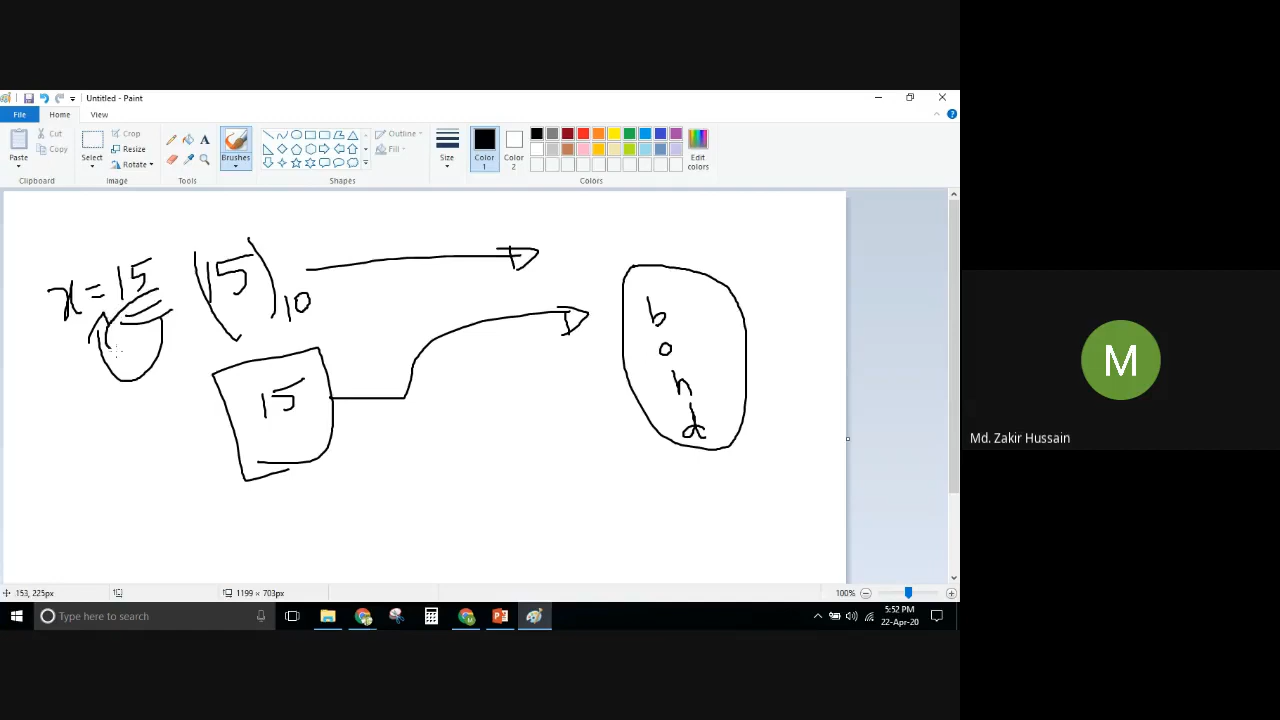 Untitled - Paint
File
Home
View
Paste
Cut
Copy
Clipboard
Select
Crop
Resize
Rotate
Image
Tools
Brushes
Shapes
Outline
Fill
Size
Color 1
Color 2
Edit colors
Colors
x = 15
(15)10
15
b
o
h
d
M
Md. Zakir Hussain
153, 225px
1199 × 703px
100%
Type here to search
5:52 PM
22-Apr-20